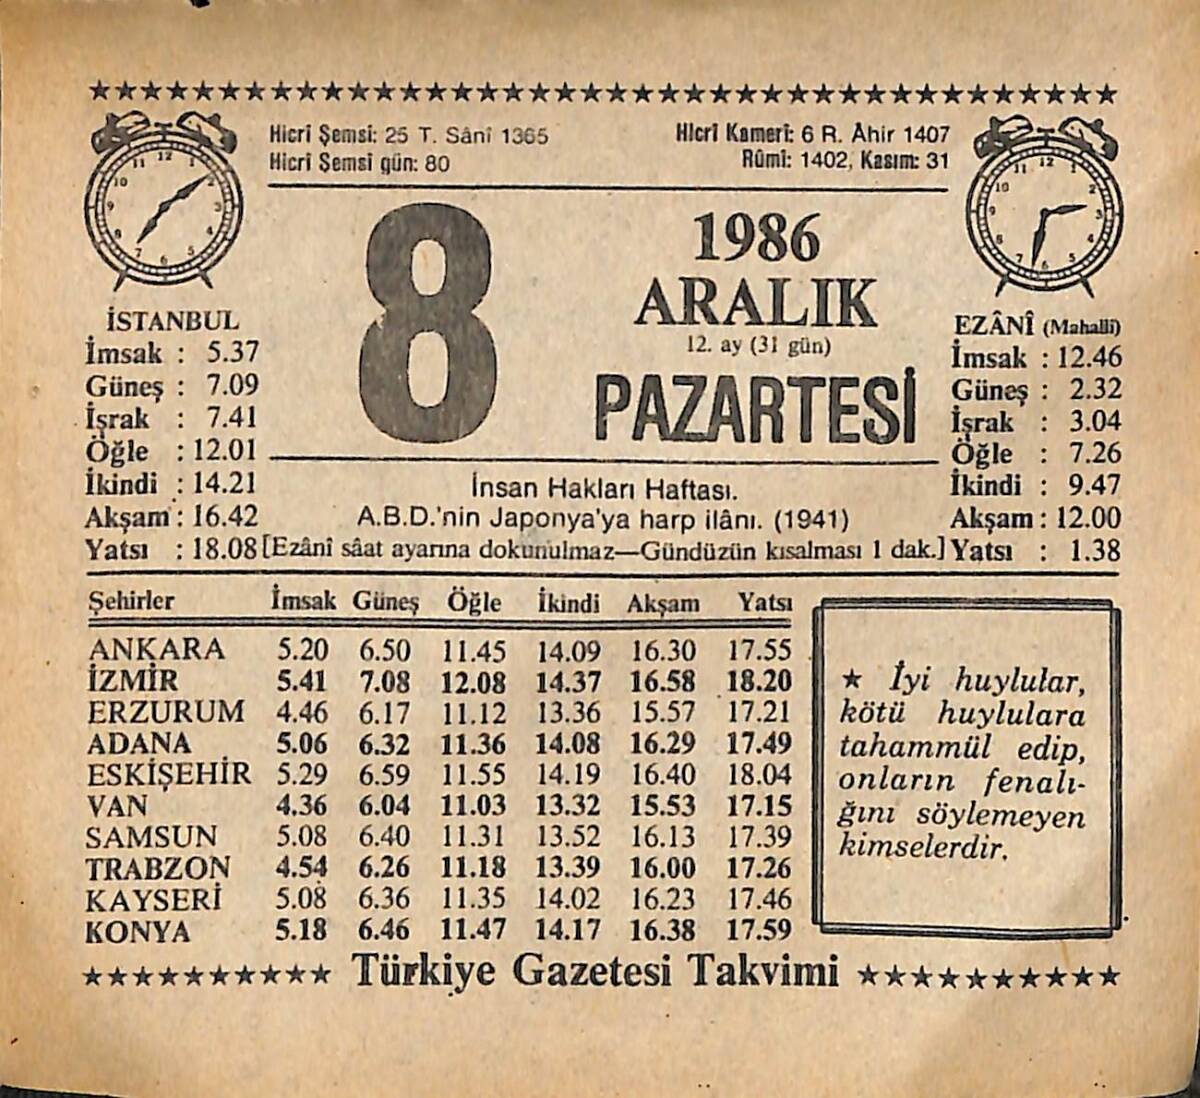 Hicrî Şemsî: 25 T. Sânî 1365
Hicrî Şemsî gün: 80
Hicrî Kamerî: 6 R. Âhir 1407
Rûmî: 1402, Kasım: 31
8
1986
ARALIK
12. ay (31 gün)
PAZARTESİ
İSTANBUL
İmsak : 5.37
Güneş : 7.09
İşrak : 7.41
Öğle : 12.01
İkindi : 14.21
Akşam : 16.42
Yatsı : 18.08
EZÂNÎ (Mahallî)
İmsak : 12.46
Güneş : 2.32
İşrak : 3.04
Öğle : 7.26
İkindi : 9.47
Akşam : 12.00
Yatsı : 1.38
İnsan Hakları Haftası.
A.B.D.'nin Japonya'ya harp ilânı. (1941)
[Ezânî sâat ayarına dokunulmaz—Gündüzün kısalması 1 dak.]
Şehirler İmsak Güneş Öğle İkindi Akşam Yatsı
ANKARA 5.20 6.50 11.45 14.09 16.30 17.55
İZMİR 5.41 7.08 12.08 14.37 16.58 18.20
ERZURUM 4.46 6.17 11.12 13.36 15.57 17.21
ADANA 5.06 6.32 11.36 14.08 16.29 17.49
ESKİŞEHİR 5.29 6.59 11.55 14.19 16.40 18.04
VAN 4.36 6.04 11.03 13.32 15.53 17.15
SAMSUN 5.08 6.40 11.31 13.52 16.13 17.39
TRABZON 4.54 6.26 11.18 13.39 16.00 17.26
KAYSERİ 5.08 6.36 11.35 14.02 16.23 17.46
KONYA 5.18 6.46 11.47 14.17 16.38 17.59
★ İyi huylular,
kötü huylulara
tahammül edip,
onların fenalı-
ğını söylemeyen
kimselerdir.
Türkiye Gazetesi Takvimi